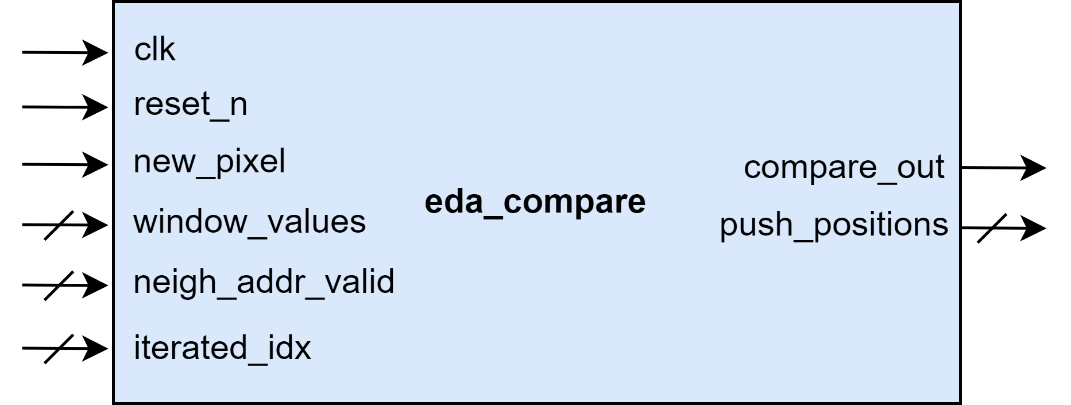 clk
reset_n
new_pixel
window_values
neigh_addr_valid
iterated_idx
eda_compare
compare_out
push_positions